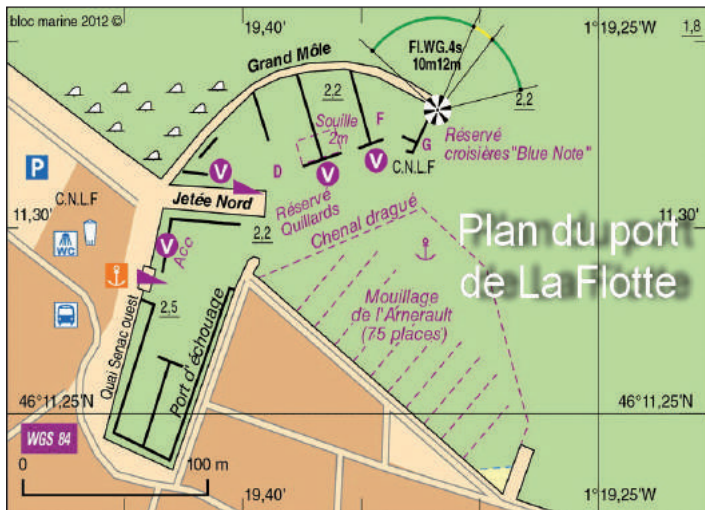 bloc marine 2012 ©
19,40'
1°19,25'W
1,8
Fl.WG.4s
10m12m
Grand Môle
2,2
2,2
Souille
2m
F
G
D
V
V
V
C.N.L.F
Réservé
croisières "Blue Note"
P
C.N.L.F
11,30'
Jetée Nord
Réservé
Quillards
Chenal dragué
11,30'
Plan du port
de La Flotte
WC
V
Acc
2,2
2,5
Mouillage
de l'Arnerault
(75 places)
Quai Senac ouest
Port d'échouage
46°11,25'N
46°11,25'N
WGS 84
0
100 m
19,40'
1°19,25'W